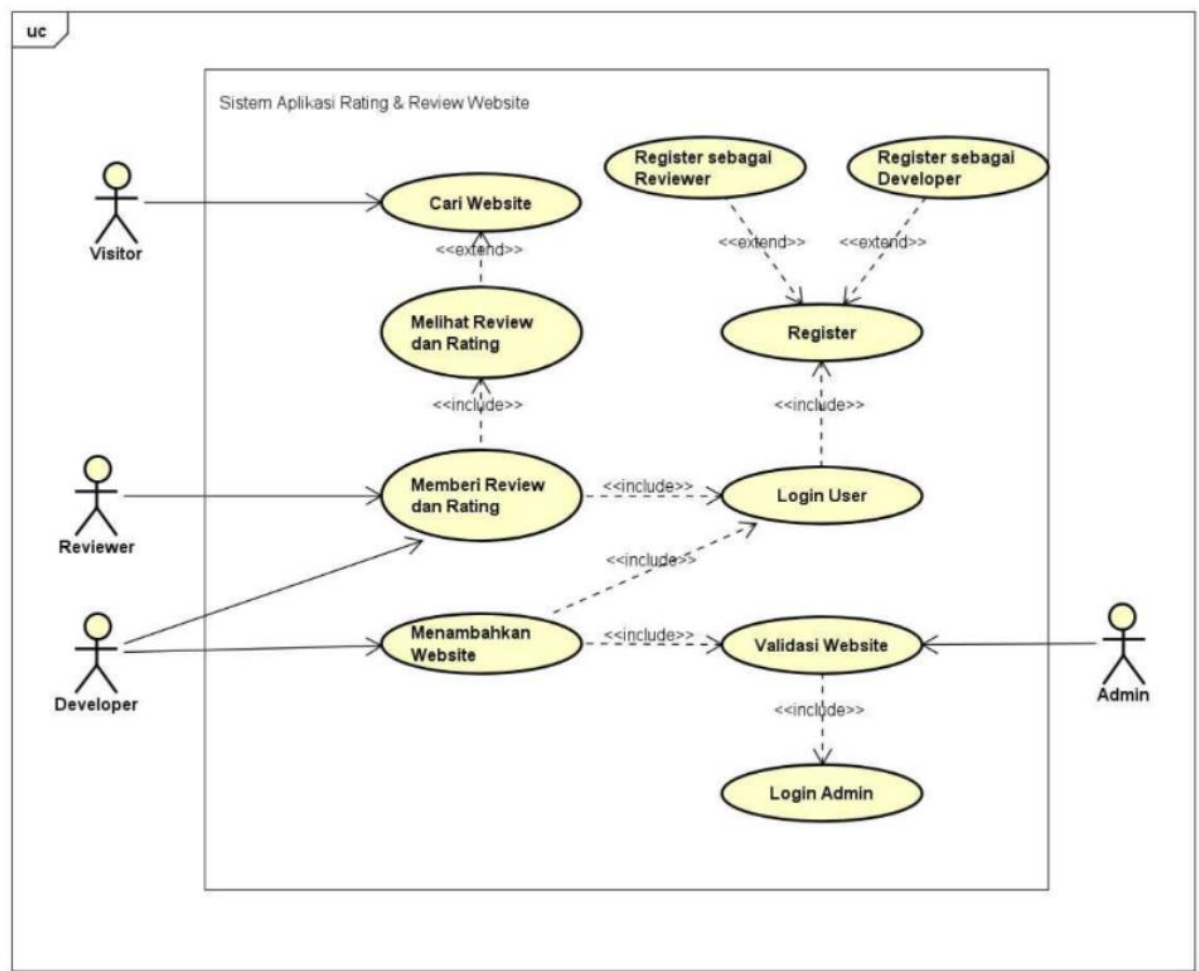 uc
Sistem Aplikasi Rating & Review Website
Register sebagai
Reviewer
Register sebagai
Developer
Cari Website
Visitor
<<extend>>
<<extend>>
<<extend>>
Melihat Review
dan Rating
Register
<<include>>
<<include>>
Memberi Review
dan Rating
<<include>>
Login User
Reviewer
<<include>>
Menambahkan
Website
<<include>>
Validasi Website
Developer
Admin
<<include>>
Login Admin